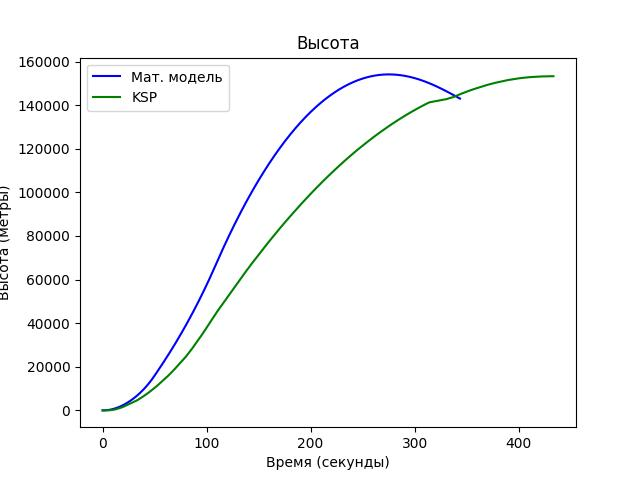 Высота
160000
140000
120000
100000
80000
60000
40000
20000
0
Высота (метры)
Мат. модель
KSP
0 100 200 300 400
Время (секунды)